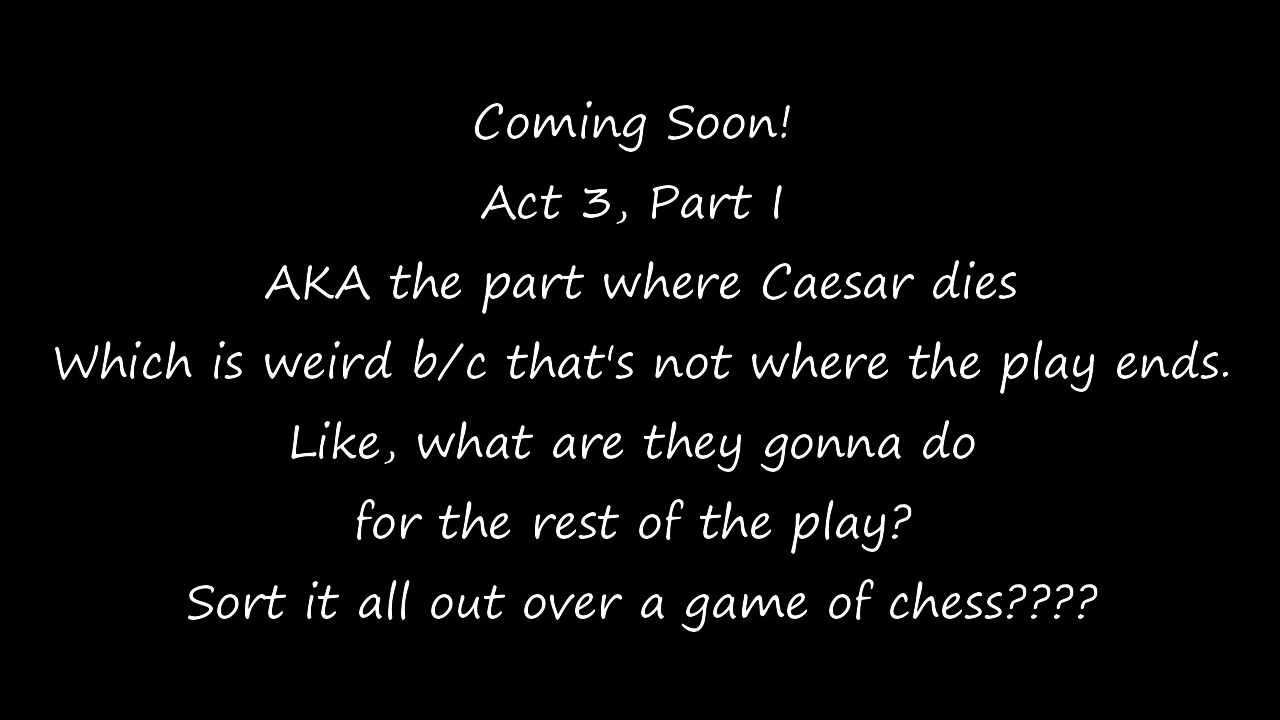 Coming Soon!
Act 3, Part I
AKA the part where Caesar dies
Which is weird b/c that's not where the play ends.
Like, what are they gonna do
for the rest of the play?
Sort it all out over a game of chess????